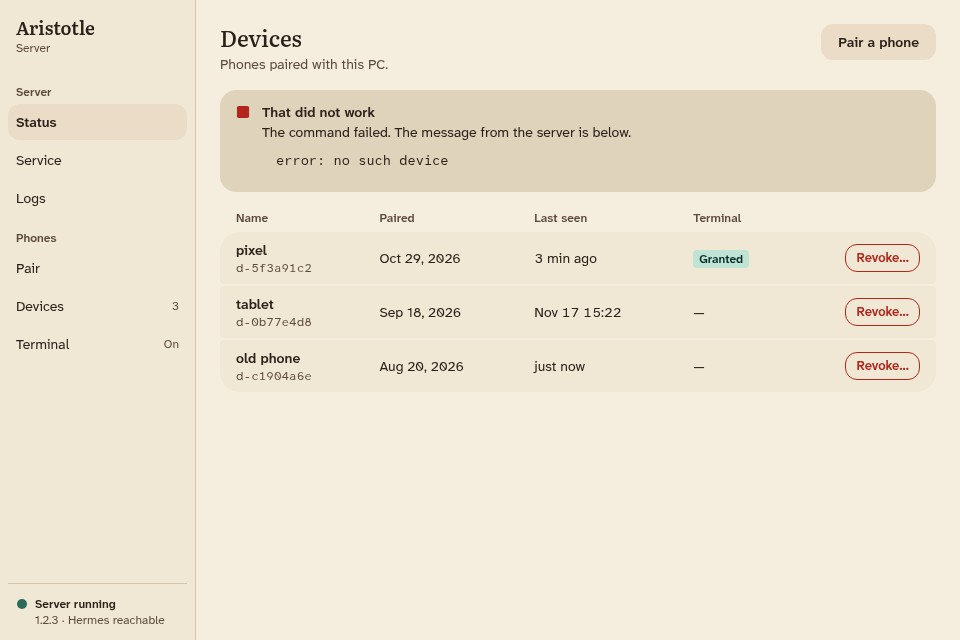 Aristotle
Server
Server
Status
Service
Logs
Phones
Pair
Devices 3
Terminal On
Server running
1.2.3 · Hermes reachable
Devices
Phones paired with this PC.
Pair a phone
That did not work
The command failed. The message from the server is below.
error: no such device
Name Paired Last seen Terminal
pixel
d-5f3a91c2
Oct 29, 2026 3 min ago Granted Revoke...
tablet
d-0b77e4d8
Sep 18, 2026 Nov 17 15:22 — Revoke...
old phone
d-c1904a6e
Aug 20, 2026 just now — Revoke...